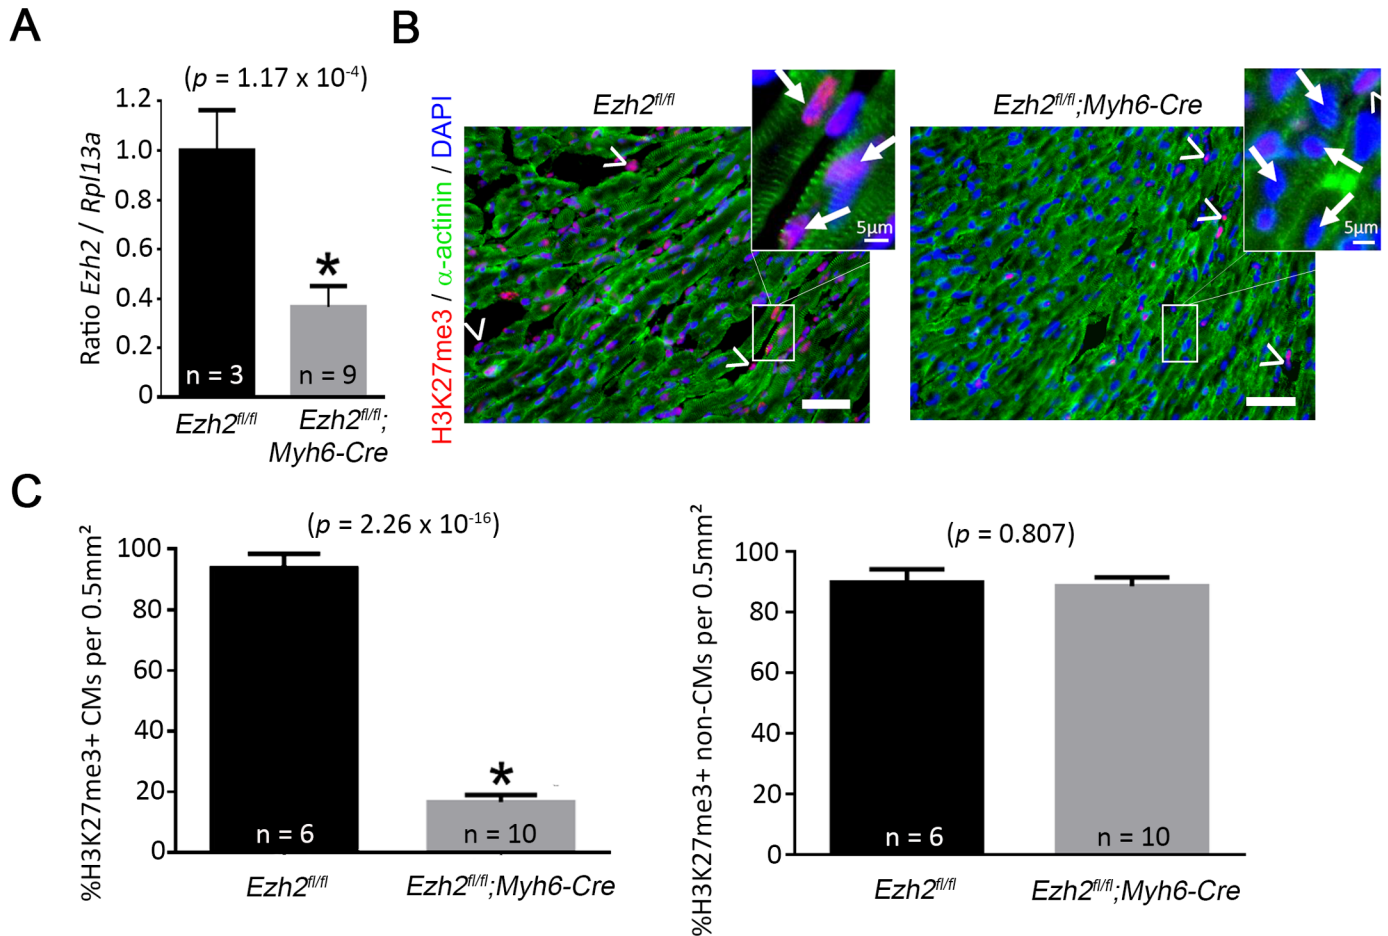 A
(p = 1.17 x 10⁻⁴)
Ratio Ezh2 / Rpl13a
1.2
1.0
0.8
0.6
0.4
0.2
0
*
n = 3
n = 9
Ezh2fl/fl
Ezh2fl/fl;
Myh6-Cre
B
H3K27me3 / α-actinin / DAPI
Ezh2fl/fl
5μm
Ezh2fl/fl;Myh6-Cre
5μm
C
(p = 2.26 x 10⁻¹⁶)
%H3K27me3+ CMs per 0.5mm²
100
80
60
40
20
0
*
n = 6
n = 10
Ezh2fl/fl
Ezh2fl/fl;Myh6-Cre
(p = 0.807)
%H3K27me3+ non-CMs per 0.5mm²
100
80
60
40
20
0
n = 6
n = 10
Ezh2fl/fl
Ezh2fl/fl;Myh6-Cre